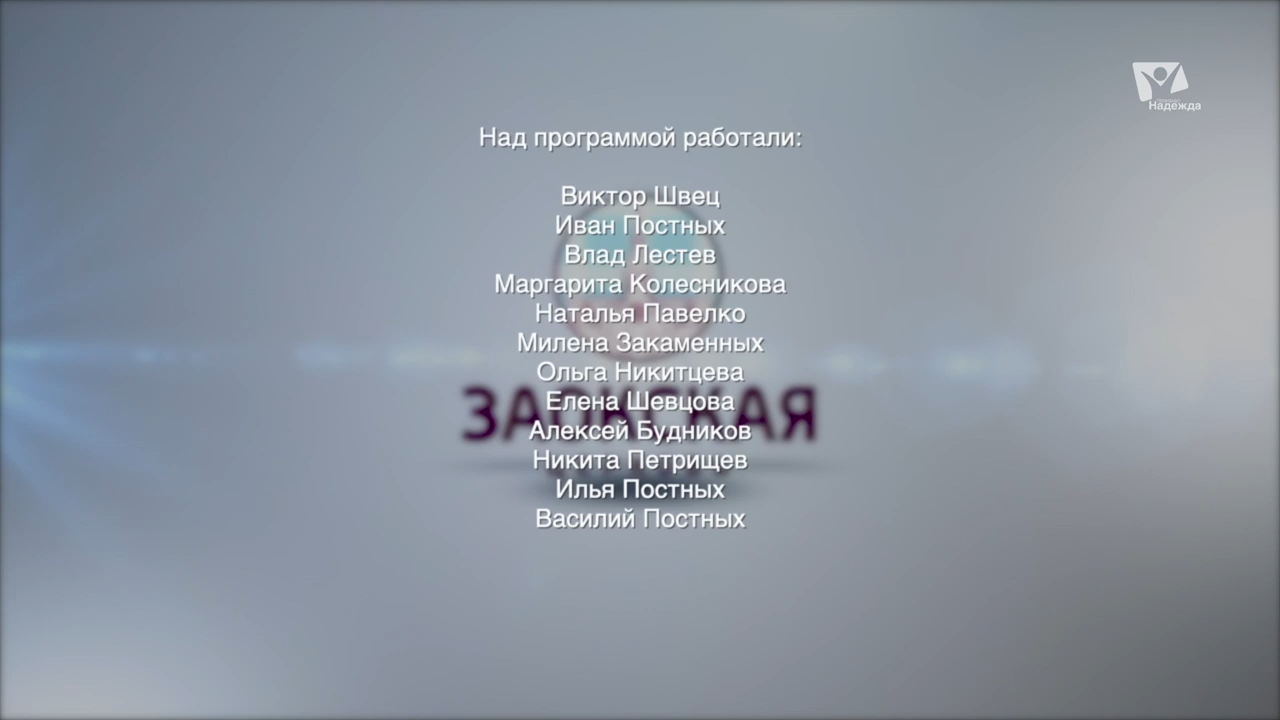 Надежда
Над программой работали:
Виктор Швец
Иван Постных
Влад Лестев
Маргарита Колесникова
Наталья Павелко
Милена Закаменных
Ольга Никитцева
Елена Шевцова
ЗАОКСКАЯ
Алексей Будников
Никита Петрищев
Илья Постных
Василий Постных